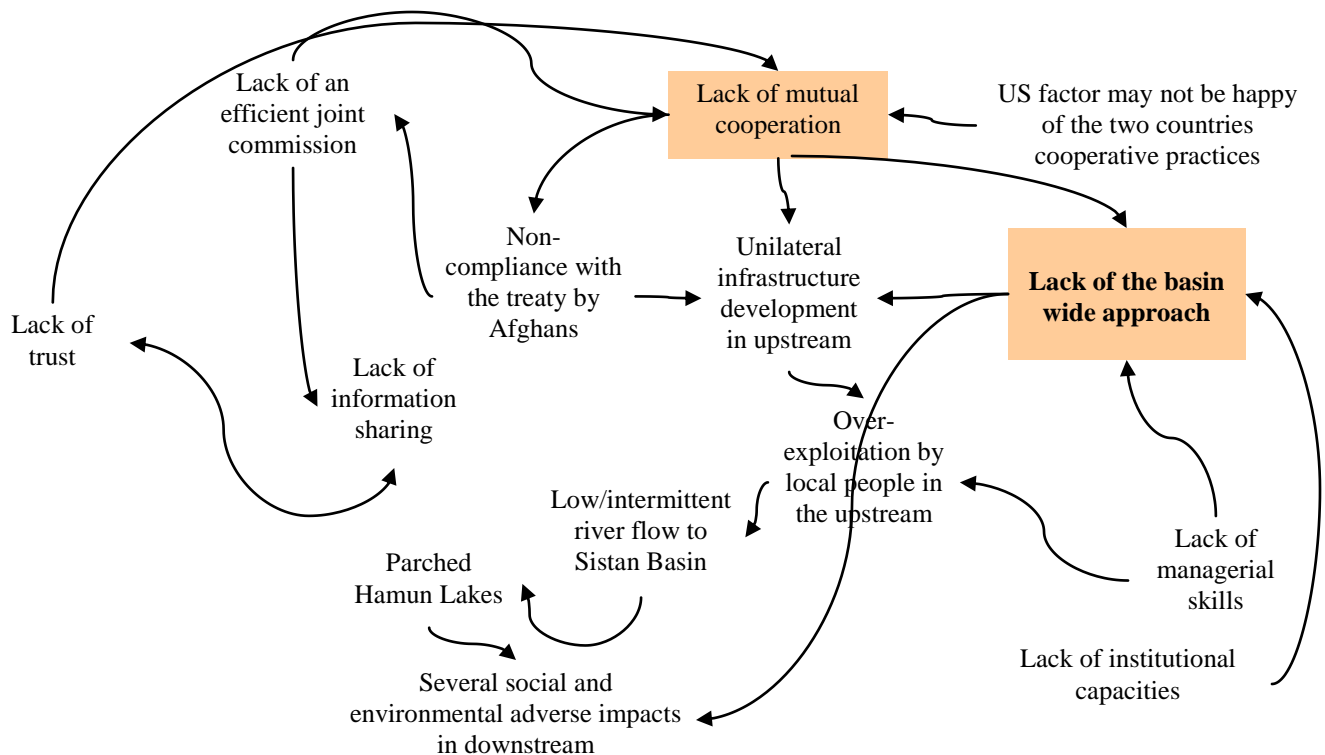 Lack of an
efficient joint
commission
Lack of mutual
cooperation
US factor may not be happy
of the two countries
cooperative practices
Non-
compliance with
the treaty by
Afghans
Unilateral
infrastructure
development
in upstream
Lack of the basin
wide approach
Lack of
trust
Lack of
information
sharing
Over-
exploitation by
local people in
the upstream
Low/intermittent
river flow to
Sistan Basin
Parched
Hamun Lakes
Lack of
managerial
skills
Lack of institutional
capacities
Several social and
environmental adverse impacts
in downstream